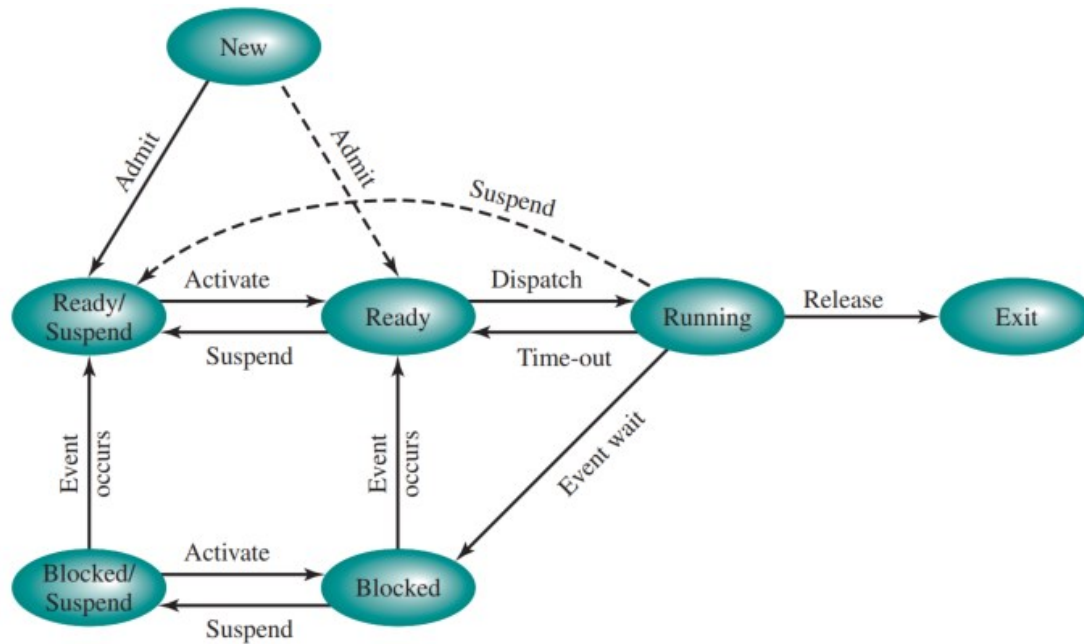 New
Admit
Admit
Suspend
Ready/
Suspend
Activate
Suspend
Ready
Dispatch
Time-out
Running
Release
Exit
Event
occurs
Event
occurs
Event wait
Blocked/
Suspend
Activate
Suspend
Blocked